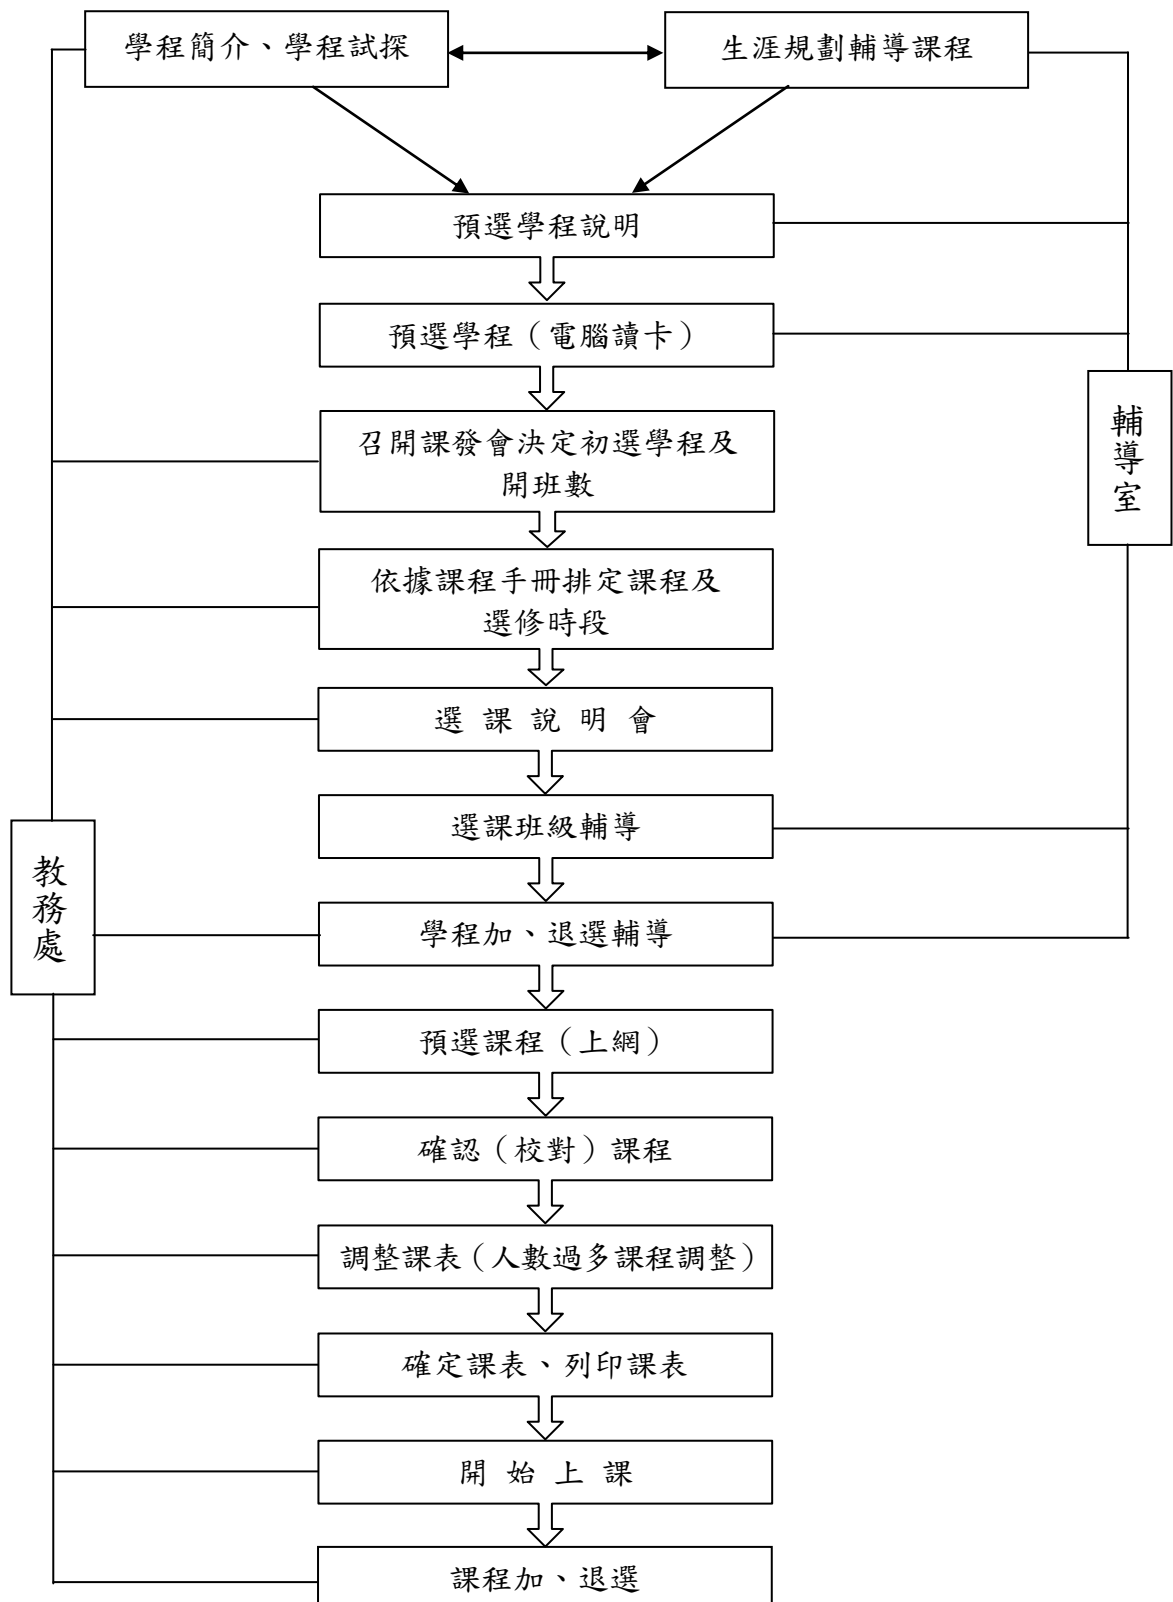 學程簡介、學程試探
生涯規劃輔導課程
預選學程說明
預選學程（電腦讀卡）
召開課發會決定初選學程及
開班數
輔導室
依據課程手冊排定課程及
選修時段
選課說明會
選課班級輔導
教務處
學程加、退選輔導
預選課程（上網）
確認（校對）課程
調整課表（人數過多課程調整）
確定課表、列印課表
開始上課
課程加、退選